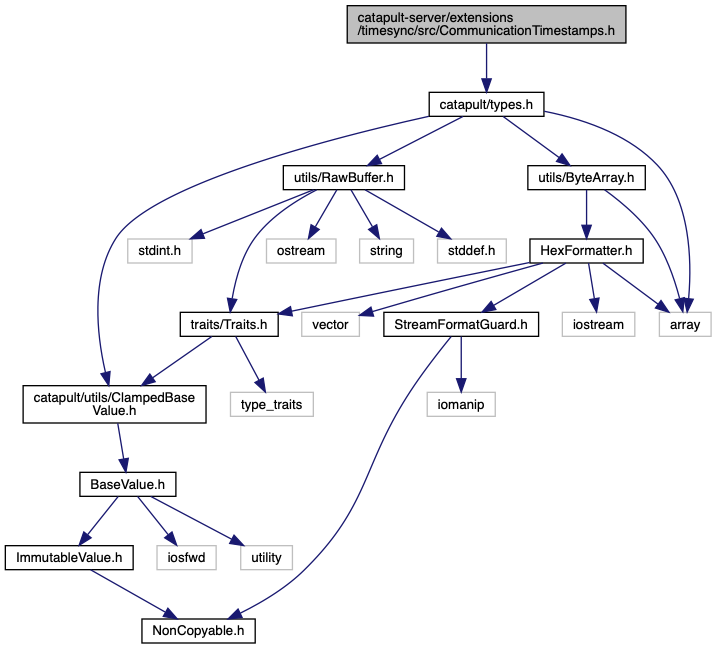 catapult-server/extensions
/timesync/src/CommunicationTimestamps.h
catapult/types.h
utils/RawBuffer.h
utils/ByteArray.h
stdint.h
ostream
string
stddef.h
HexFormatter.h
traits/Traits.h
vector
StreamFormatGuard.h
iostream
array
catapult/utils/ClampedBase
Value.h
type_traits
iomanip
BaseValue.h
ImmutableValue.h
iosfwd
utility
NonCopyable.h